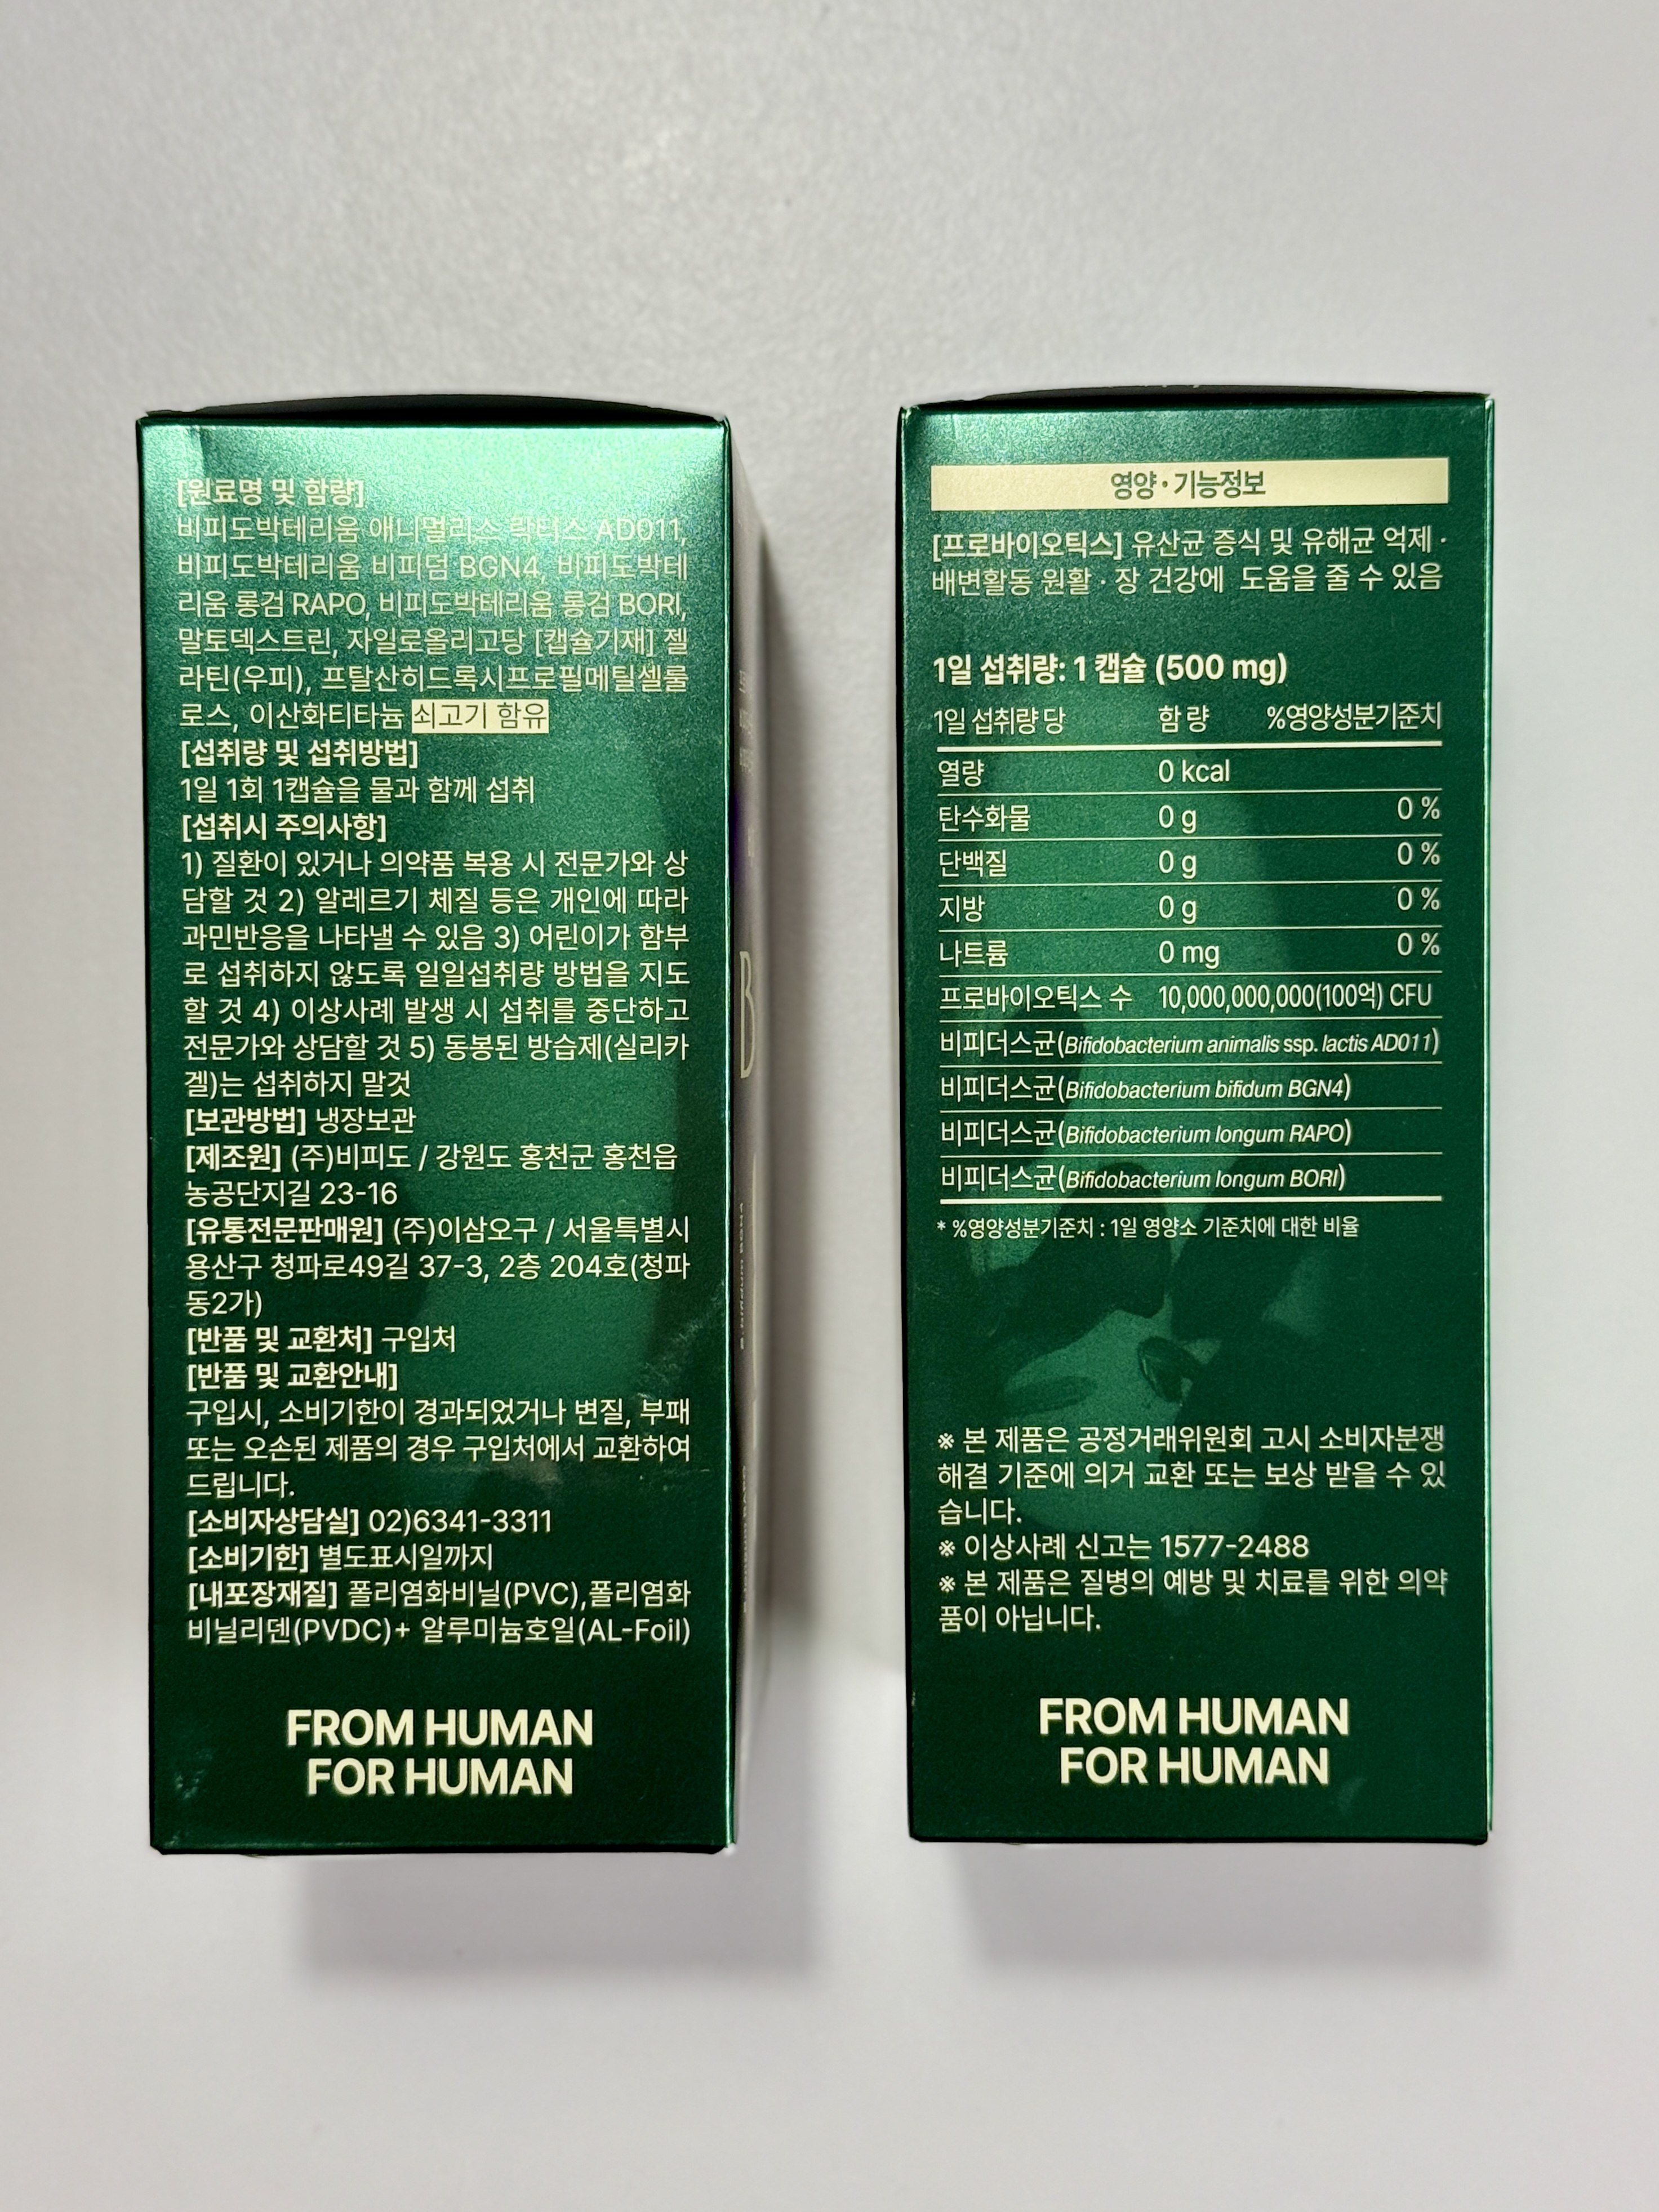 [원료명 및 함량]
비피도박테리움 애니멀리스 락티스 AD011,
비피도박테리움 비피덤 BGN4, 비피도박테
리움 롱검 RAPO, 비피도박테리움 롱검 BORI,
말토덱스트린, 자일로올리고당 [캡슐기재] 젤
라틴(우피), 프탈산히드록시프로필메틸셀룰
로스, 이산화티타늄 쇠고기 함유
[섭취량 및 섭취방법]
1일 1회 1캡슐을 물과 함께 섭취
[섭취시 주의사항]
1) 질환이 있거나 의약품 복용 시 전문가와 상
담할 것 2) 알레르기 체질 등은 개인에 따라
과민반응을 나타낼 수 있음 3) 어린이가 함부
로 섭취하지 않도록 일일섭취량 방법을 지도
할 것 4) 이상사례 발생 시 섭취를 중단하고
전문가와 상담할 것 5) 동봉된 방습제(실리카
겔)는 섭취하지 말것
[보관방법] 냉장보관
[제조원] (주)비피도 / 강원도 홍천군 홍천읍
농공단지길 23-16
[유통전문판매원] (주)이삼오구 / 서울특별시
용산구 청파로49길 37-3, 2층 204호(청파
동2가)
[반품 및 교환처] 구입처
[반품 및 교환안내]
구입시, 소비기한이 경과되었거나 변질, 부패
또는 오손된 제품의 경우 구입처에서 교환하여
드립니다.
[소비자상담실] 02)6341-3311
[소비기한] 별도표시일까지
[내포장재질] 폴리염화비닐(PVC),폴리염화
비닐리덴(PVDC)+ 알루미늄호일(AL-Foil)
FROM HUMAN
FOR HUMAN
영양·기능정보
[프로바이오틱스] 유산균 증식 및 유해균 억제 ·
배변활동 원활 · 장 건강에 도움을 줄 수 있음
1일 섭취량: 1 캡슐 (500 mg)
1일 섭취량 당 함 량 %영양성분기준치
열량 0 kcal
탄수화물 0 g 0 %
단백질 0 g 0 %
지방 0 g 0 %
나트륨 0 mg 0 %
프로바이오틱스 수 10,000,000,000(100억) CFU
비피더스균(Bifidobacterium animalis ssp. lactis AD011)
비피더스균(Bifidobacterium bifidum BGN4)
비피더스균(Bifidobacterium longum RAPO)
비피더스균(Bifidobacterium longum BORI)
* %영양성분기준치 : 1일 영양소 기준치에 대한 비율
※ 본 제품은 공정거래위원회 고시 소비자분쟁
해결 기준에 의거 교환 또는 보상 받을 수 있
습니다.
※ 이상사례 신고는 1577-2488
※ 본 제품은 질병의 예방 및 치료를 위한 의약
품이 아닙니다.
FROM HUMAN
FOR HUMAN